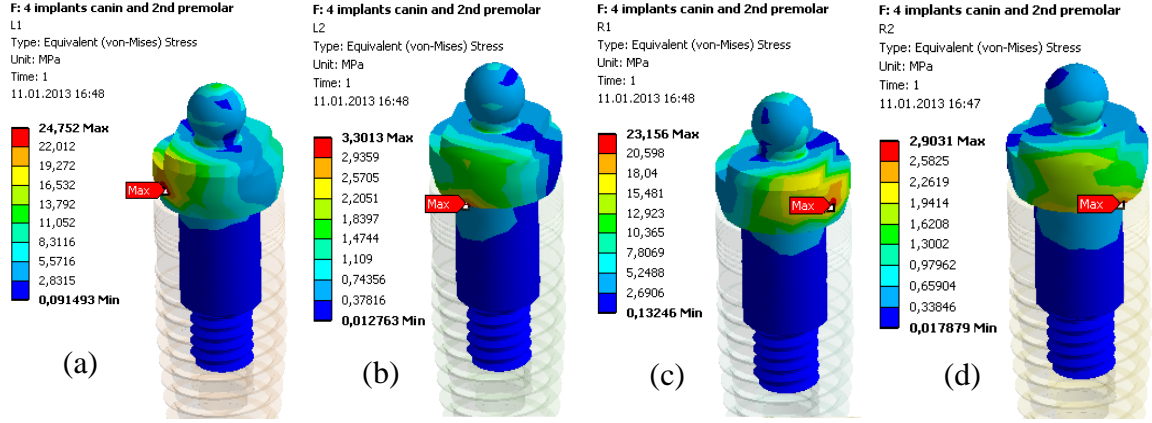 F: 4 implants canin and 2nd premolar
L1
Type: Equivalent (von-Mises) Stress
Unit: MPa
Time: 1
11.01.2013 16:48
24,752 Max
22,012
19,272
16,532
13,792
11,052
8,3116
5,5716
2,8315
0,091493 Min
Max
(a)
F: 4 implants canin and 2nd premolar
L2
Type: Equivalent (von-Mises) Stress
Unit: MPa
Time: 1
11.01.2013 16:48
3,3013 Max
2,9359
2,5705
2,2051
1,8397
1,4744
1,109
0,74356
0,37816
0,012763 Min
Max
(b)
F: 4 implants canin and 2nd premolar
R1
Type: Equivalent (von-Mises) Stress
Unit: MPa
Time: 1
11.01.2013 16:48
23,156 Max
20,598
18,04
15,481
12,923
10,365
7,8069
5,2488
2,6906
0,13246 Min
Max
(c)
F: 4 implants canin and 2nd premolar
R2
Type: Equivalent (von-Mises) Stress
Unit: MPa
Time: 1
11.01.2013 16:47
2,9031 Max
2,5825
2,2619
1,9414
1,6208
1,3002
0,97962
0,65904
0,33846
0,017879 Min
Max
(d)